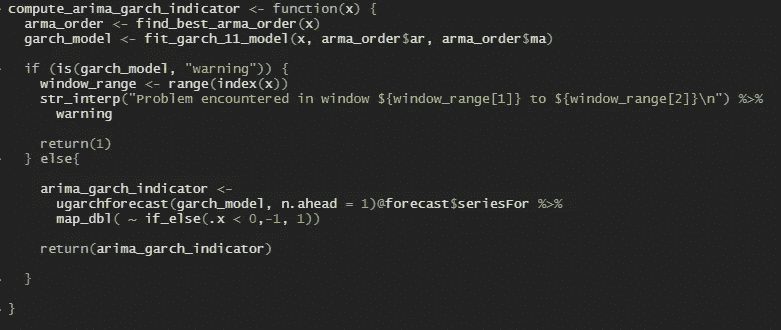 compute_arima_garch_indicator <- function(x) {
  arma_order <- find_best_arma_order(x)
  garch_model <- fit_garch_11_model(x, arma_order$ar, arma_order$ma)
  if (is(garch_model, "warning")) {
    window_range <- range(index(x))
    str_interp("Problem encountered in window ${window_range[1]} to ${window_range[2]}\n") %>%
      warning
    return(1)
  } else{
    arima_garch_indicator <-
      ugarchforecast(garch_model, n.ahead = 1)@forecast$seriesFor %>%
      map_dbl( ~ if_else(.x < 0,-1, 1))
    return(arima_garch_indicator)
  }
}